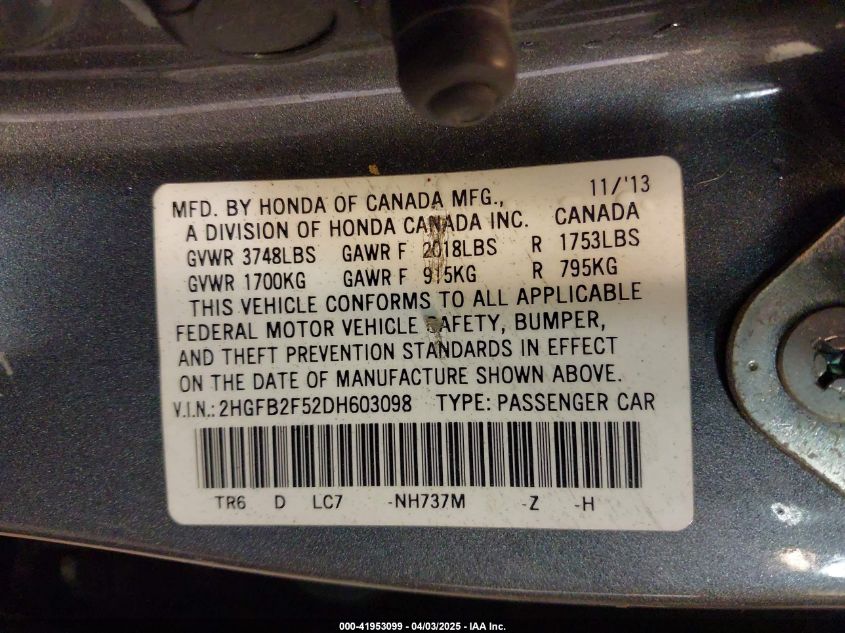 11/'13
MFD. BY HONDA OF CANADA MFG.,
A DIVISION OF HONDA CANADA INC. CANADA
GVWR 3748LBS GAWR F 2018LBS R 1753LBS
GVWR 1700KG GAWR F 915KG R 795KG
THIS VEHICLE CONFORMS TO ALL APPLICABLE
FEDERAL MOTOR VEHICLE SAFETY, BUMPER,
AND THEFT PREVENTION STANDARDS IN EFFECT
ON THE DATE OF MANUFACTURE SHOWN ABOVE.
V.I.N.: 2HGFB2F52DH603098 TYPE: PASSENGER CAR
TR6 D LC7 -NH737M -Z -H
000-41953099 - 04/03/2025 - IAA Inc.